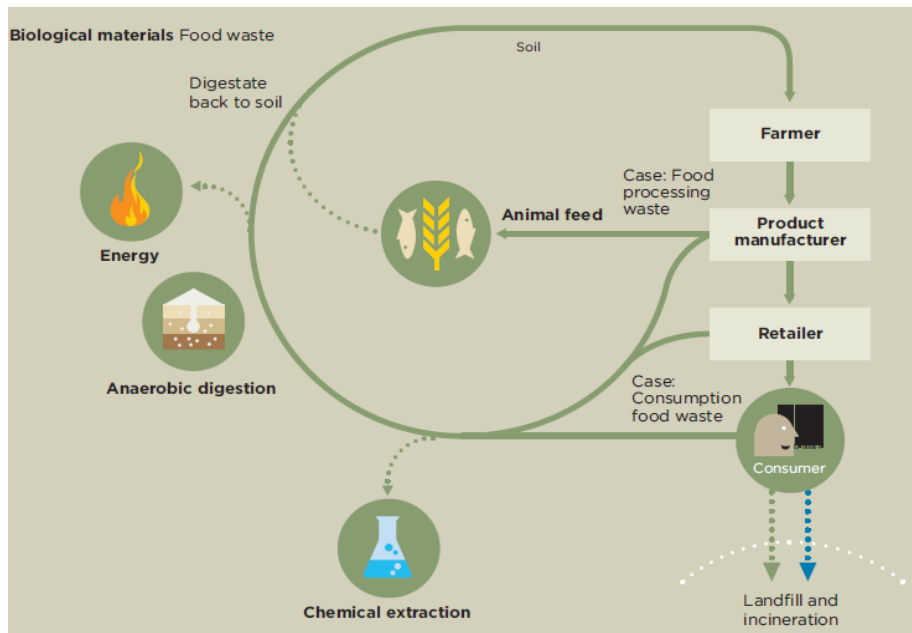 Biological materials Food waste
Soil
Digestate
back to soil
Farmer
Case: Food
processing
waste
Animal feed
Product
manufacturer
Energy
Retailer
Anaerobic digestion
Case:
Consumption
food waste
Consumer
Chemical extraction
Landfill and
incineration